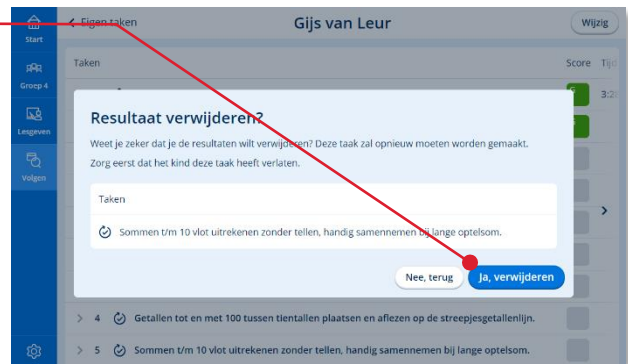 Start
Eigen taken
Gijs van Leur
Wijzig
Taken
Score
Groep 4
3:2
Resultaat verwijderen?
Lesgeven
Weet je zeker dat je de resultaten wilt verwijderen? Deze taak zal opnieuw moeten worden gemaakt.
Zorg eerst dat het kind deze taak heeft verlaten.
Volgen
Taken
Sommen t/m 10 vlot uitrekenen zonder tellen, handig samennemen bij lange optelsom.
Nee, terug
Ja, verwijderen
4 Getallen tot en met 100 tussen tientallen plaatsen en aflezen op de streepjesgetallenlijn.
5 Sommen t/m 10 vlot uitrekenen zonder tellen, handig samennemen bij lange optelsom.